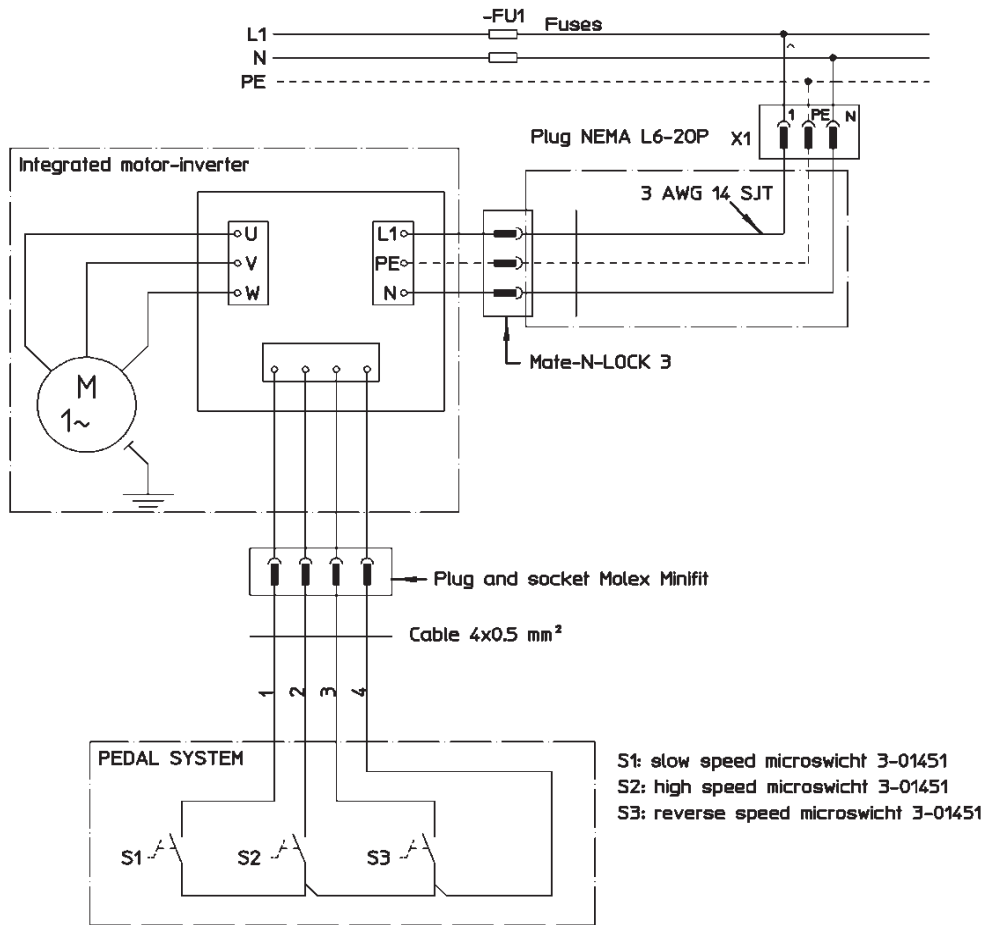 -FU1
Fuses
L1
N
PE
1 PE N
Plug NEMA L6-20P X1
Integrated motor-inverter
3 AWG 14 SJT
U
V
W
L1
PE
N
Mate-N-LOCK 3
M
1~
Plug and socket Molex Minifit
Cable 4x0.5 mm²
1 2 3 4
PEDAL SYSTEM
S1
S2
S3
S1: slow speed microswicht 3-01451
S2: high speed microswicht 3-01451
S3: reverse speed microswicht 3-01451